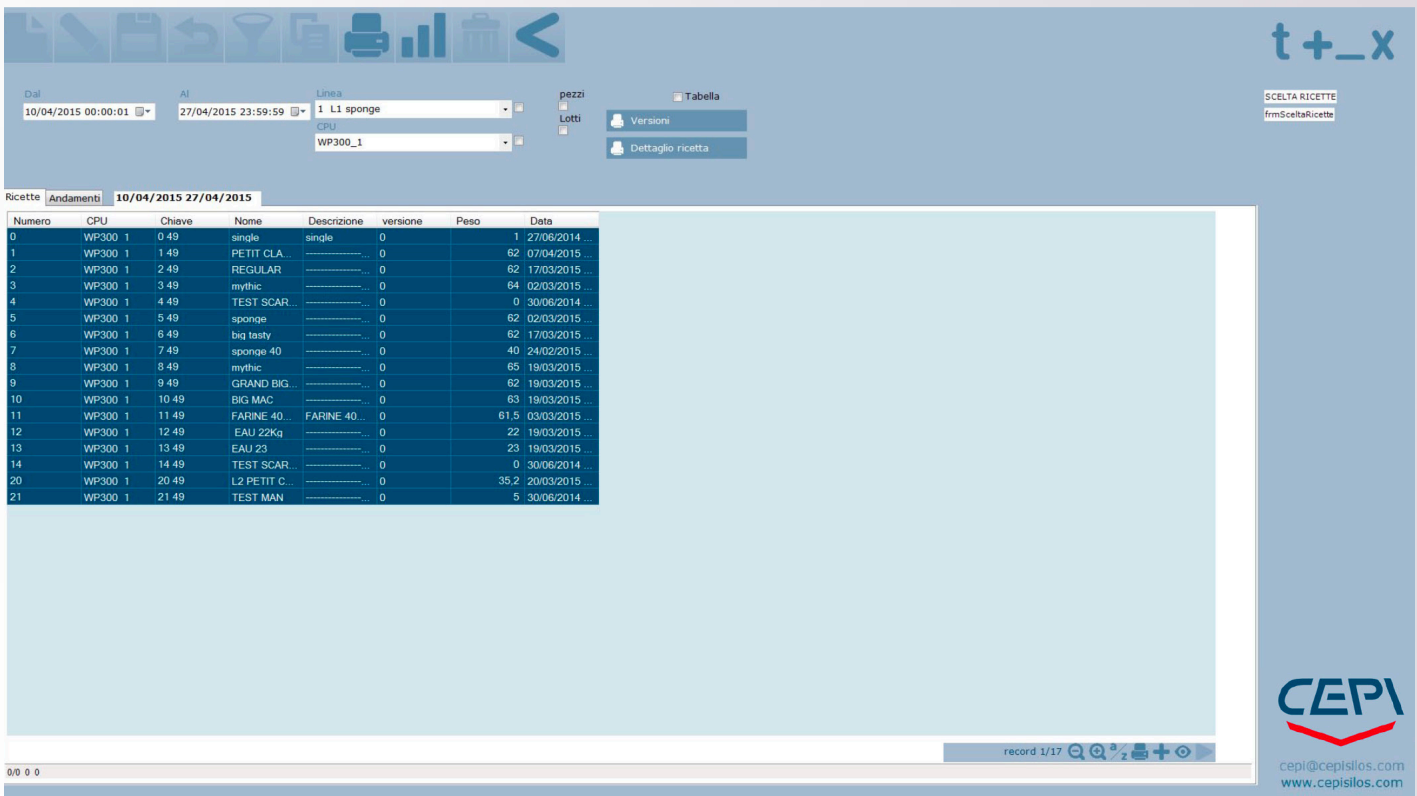 t+_x
Dal Al Linea pezzi Tabella SCELTA RICETTE
10/04/2015 00:00:01 27/04/2015 23:59:59 1 L1 sponge Lotti Versioni frmSceltaRicette
CPU
WP300_1 Dettaglio ricetta
Ricette Andamenti 10/04/2015 27/04/2015
Numero CPU Chiave Nome Descrizione versione Peso Data
0 WP300 1 0 49 single single 0 1 27/06/2014 ...
1 WP300 1 1 49 PETIT CLA... ---------------... 0 62 07/04/2015 ...
2 WP300 1 2 49 REGULAR ---------------... 0 62 17/03/2015 ...
3 WP300 1 3 49 mythic ---------------... 0 64 02/03/2015 ...
4 WP300 1 4 49 TEST SCAR... ---------------... 0 0 30/06/2014 ...
5 WP300 1 5 49 sponge ---------------... 0 62 02/03/2015 ...
6 WP300 1 6 49 big tasty ---------------... 0 62 17/03/2015 ...
7 WP300 1 7 49 sponge 40 ---------------... 0 40 24/02/2015 ...
8 WP300 1 8 49 mythic ---------------... 0 65 19/03/2015 ...
9 WP300 1 9 49 GRAND BIG... ---------------... 0 62 19/03/2015 ...
10 WP300 1 10 49 BIG MAC ---------------... 0 63 19/03/2015 ...
11 WP300 1 11 49 FARINE 40... FARINE 40... 0 61,5 03/03/2015 ...
12 WP300 1 12 49 EAU 22Kg ---------------... 0 22 19/03/2015 ...
13 WP300 1 13 49 EAU 23 ---------------... 0 23 19/03/2015 ...
14 WP300 1 14 49 TEST SCAR... ---------------... 0 0 30/06/2014 ...
20 WP300 1 20 49 L2 PETIT C... ---------------... 0 35,2 20/03/2015 ...
21 WP300 1 21 49 TEST MAN ---------------... 0 5 30/06/2014 ...
CEPI
record 1/17 a/z
0/0 0 0
cepi@cepisilos.com
www.cepisilos.com